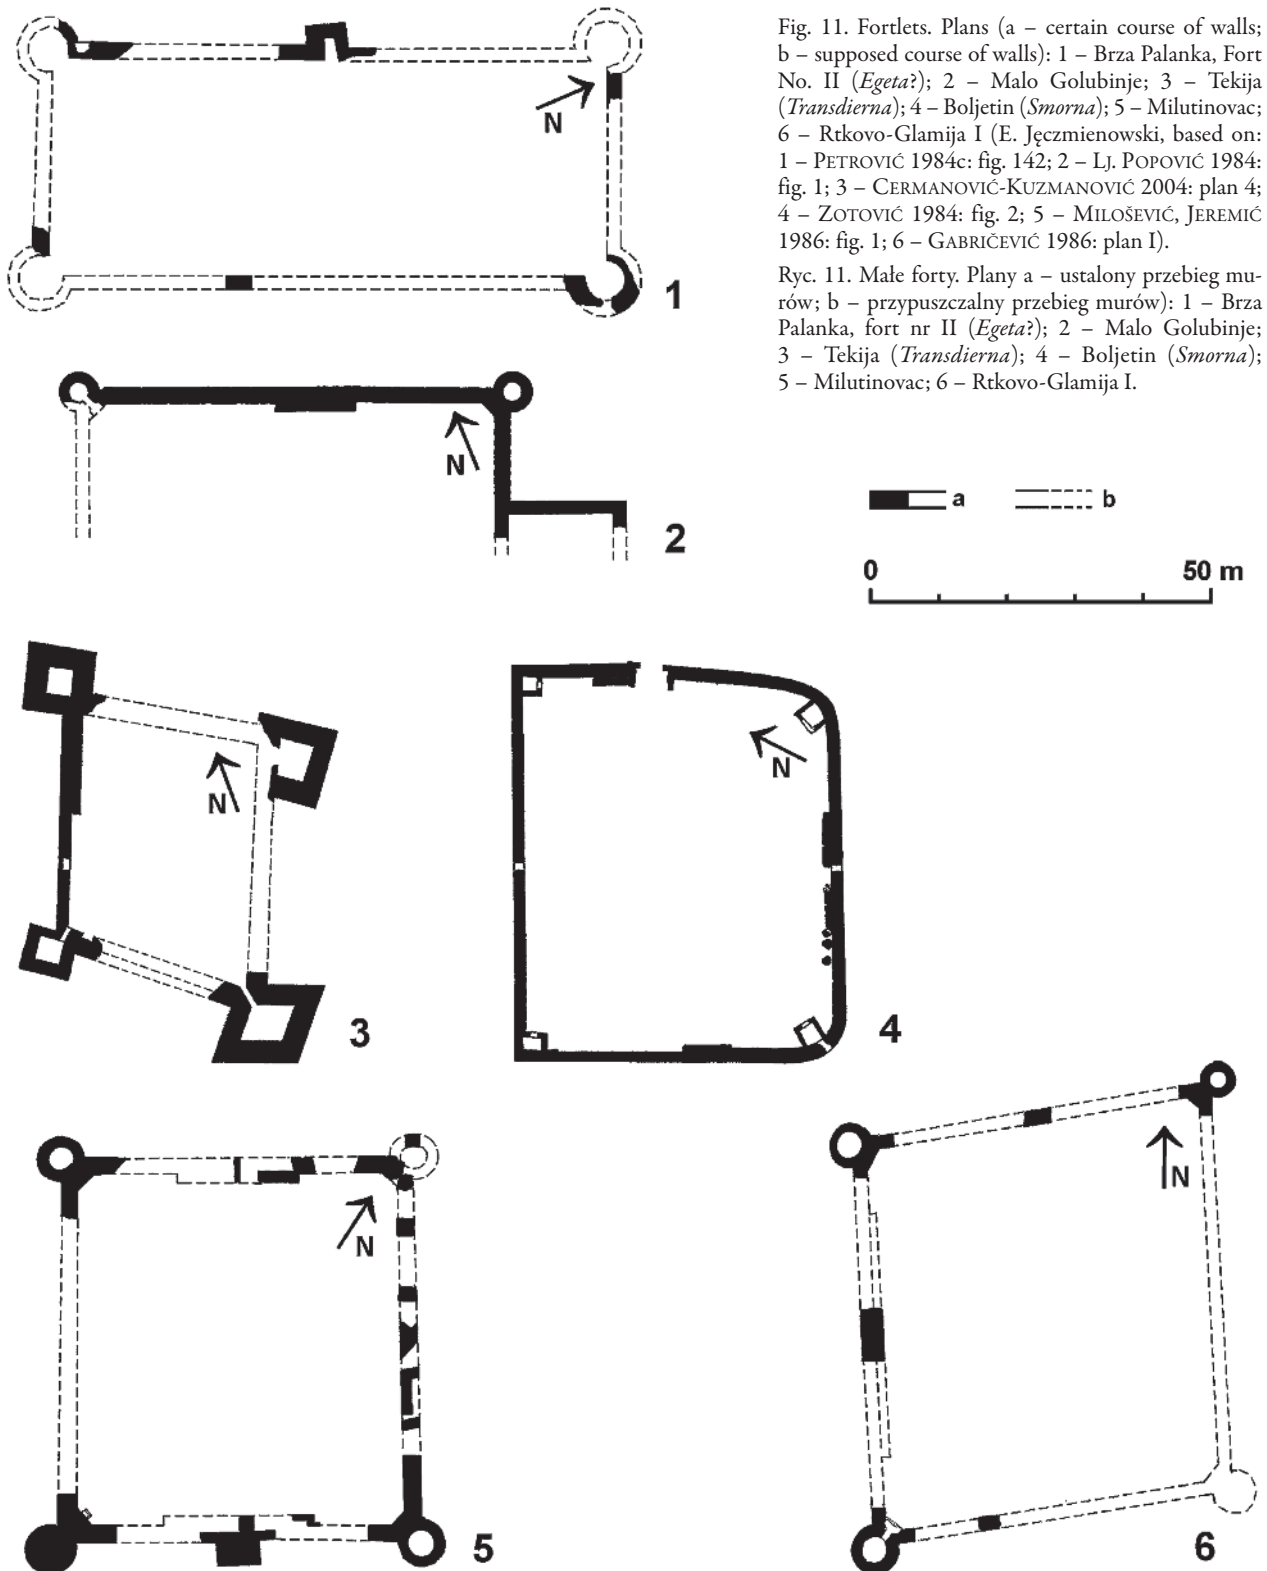 Fig. 11. Fortlets. Plans (a – certain course of walls;
b – supposed course of walls): 1 – Brza Palanka, Fort
No. II (Egeta?); 2 – Malo Golubinje; 3 – Tekija
(Transdierna); 4 – Boljetin (Smorna); 5 – Milutinovac;
6 – Rtkovo-Glamija I (E. Jęczmienowski, based on:
1 – PETROVIĆ 1984c: fig. 142; 2 – LJ. POPOVIĆ 1984:
fig. 1; 3 – CERMANOVIĆ-KUZMANOVIĆ 2004: plan 4;
4 – ZOTOVIĆ 1984: fig. 2; 5 – MILOŠEVIĆ, JEREMIĆ
1986: fig. 1; 6 – GABRIČEVIĆ 1986: plan I).
Ryc. 11. Małe forty. Plany a – ustalony przebieg mu-
rów; b – przypuszczalny przebieg murów): 1 – Brza
Palanka, fort nr II (Egeta?); 2 – Malo Golubinje;
3 – Tekija (Transdierna); 4 – Boljetin (Smorna);
5 – Milutinovac; 6 – Rtkovo-Glamija I.
N
1
N
2
a b
0 50 m
N
3
N
4
N
5
N
6